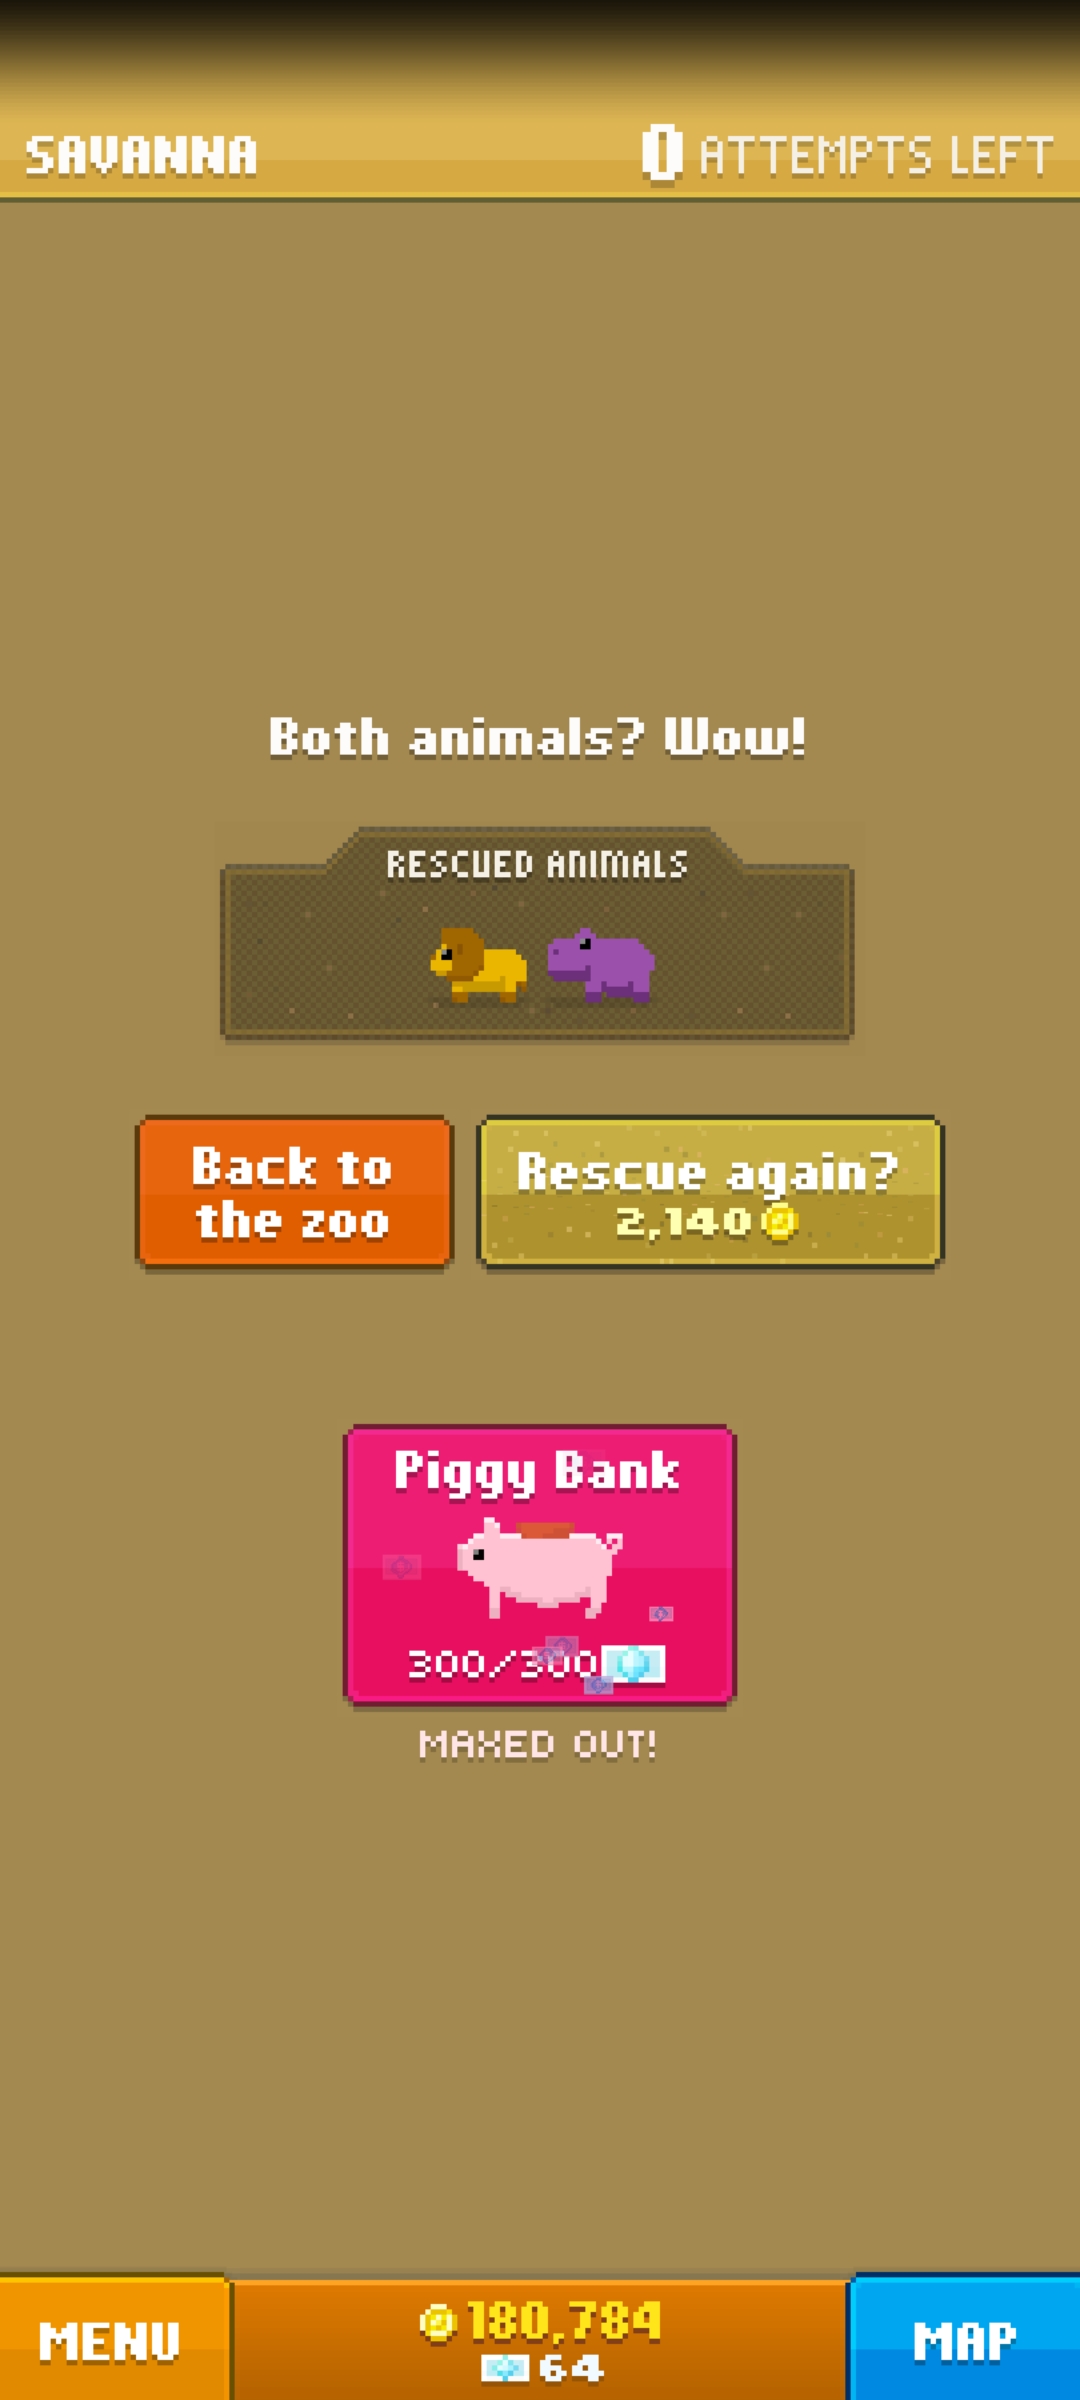 SAVANNA
0 ATTEMPTS LEFT
Both animals? Wow!
RESCUED ANIMALS
Back to
the zoo
Rescue again?
2,140
Piggy Bank
300/300
MAXED OUT!
MENU
180,784
64
MAP